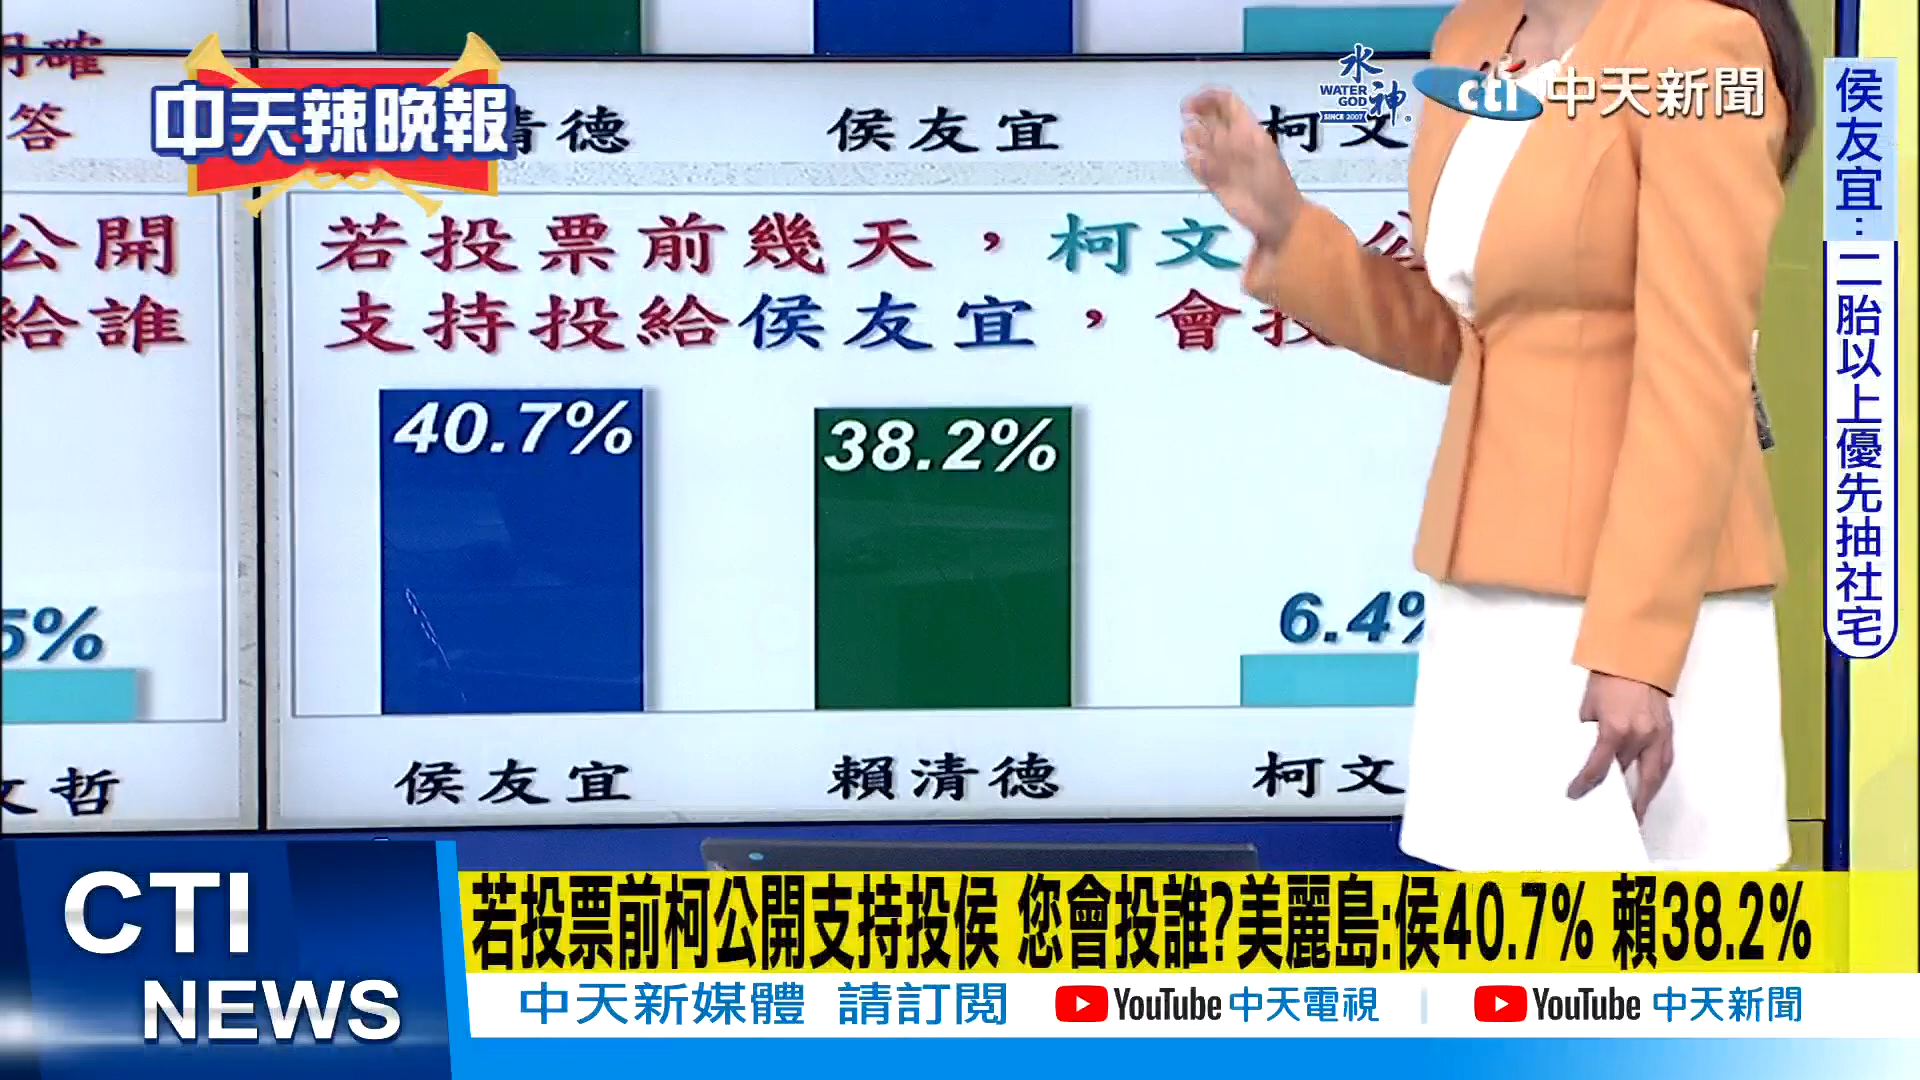 明確
答
中天辣晚報
清德
侯友宜
柯文
水神
WATER GOD
SINCE 2007
cti 中天新聞
侯友宜:二胎以上優先抽社宅
公開
給誰
若投票前幾天，柯文
支持投給侯友宜，會投
40.7%
38.2%
6.4%
5%
文哲
侯友宜
賴清德
柯文
CTI NEWS
若投票前柯公開支持投侯 您會投誰?美麗島:侯40.7% 賴38.2%
中天新媒體 請訂閱 YouTube 中天電視 | YouTube 中天新聞